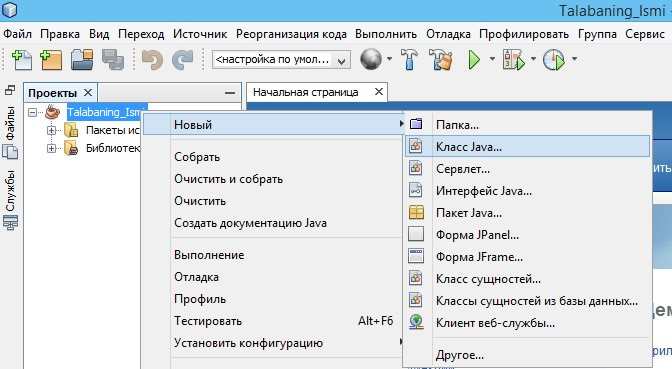 Talabaning_Ismi -
Файл Правка Вид Переход Источник Реорганизация кода Выполнить Отладка Профилировать Группа Сервис
<настройка по умол...
Проекты
Начальная страница
Файлы
Службы
Talabaning_Ismi
Пакеты ис
Библиотек
Новый
Собрать
Очистить и собрать
Очистить
Создать документацию Java
Выполнение
Отладка
Профиль
Тестировать Alt+F6
Установить конфигурацию
Папка...
Класс Java...
Сервлет...
Интерфейс Java...
Пакет Java...
Форма JPanel...
Форма JFrame...
Класс сущностей...
Классы сущностей из базы данных...
Клиент веб-службы...
Другое...